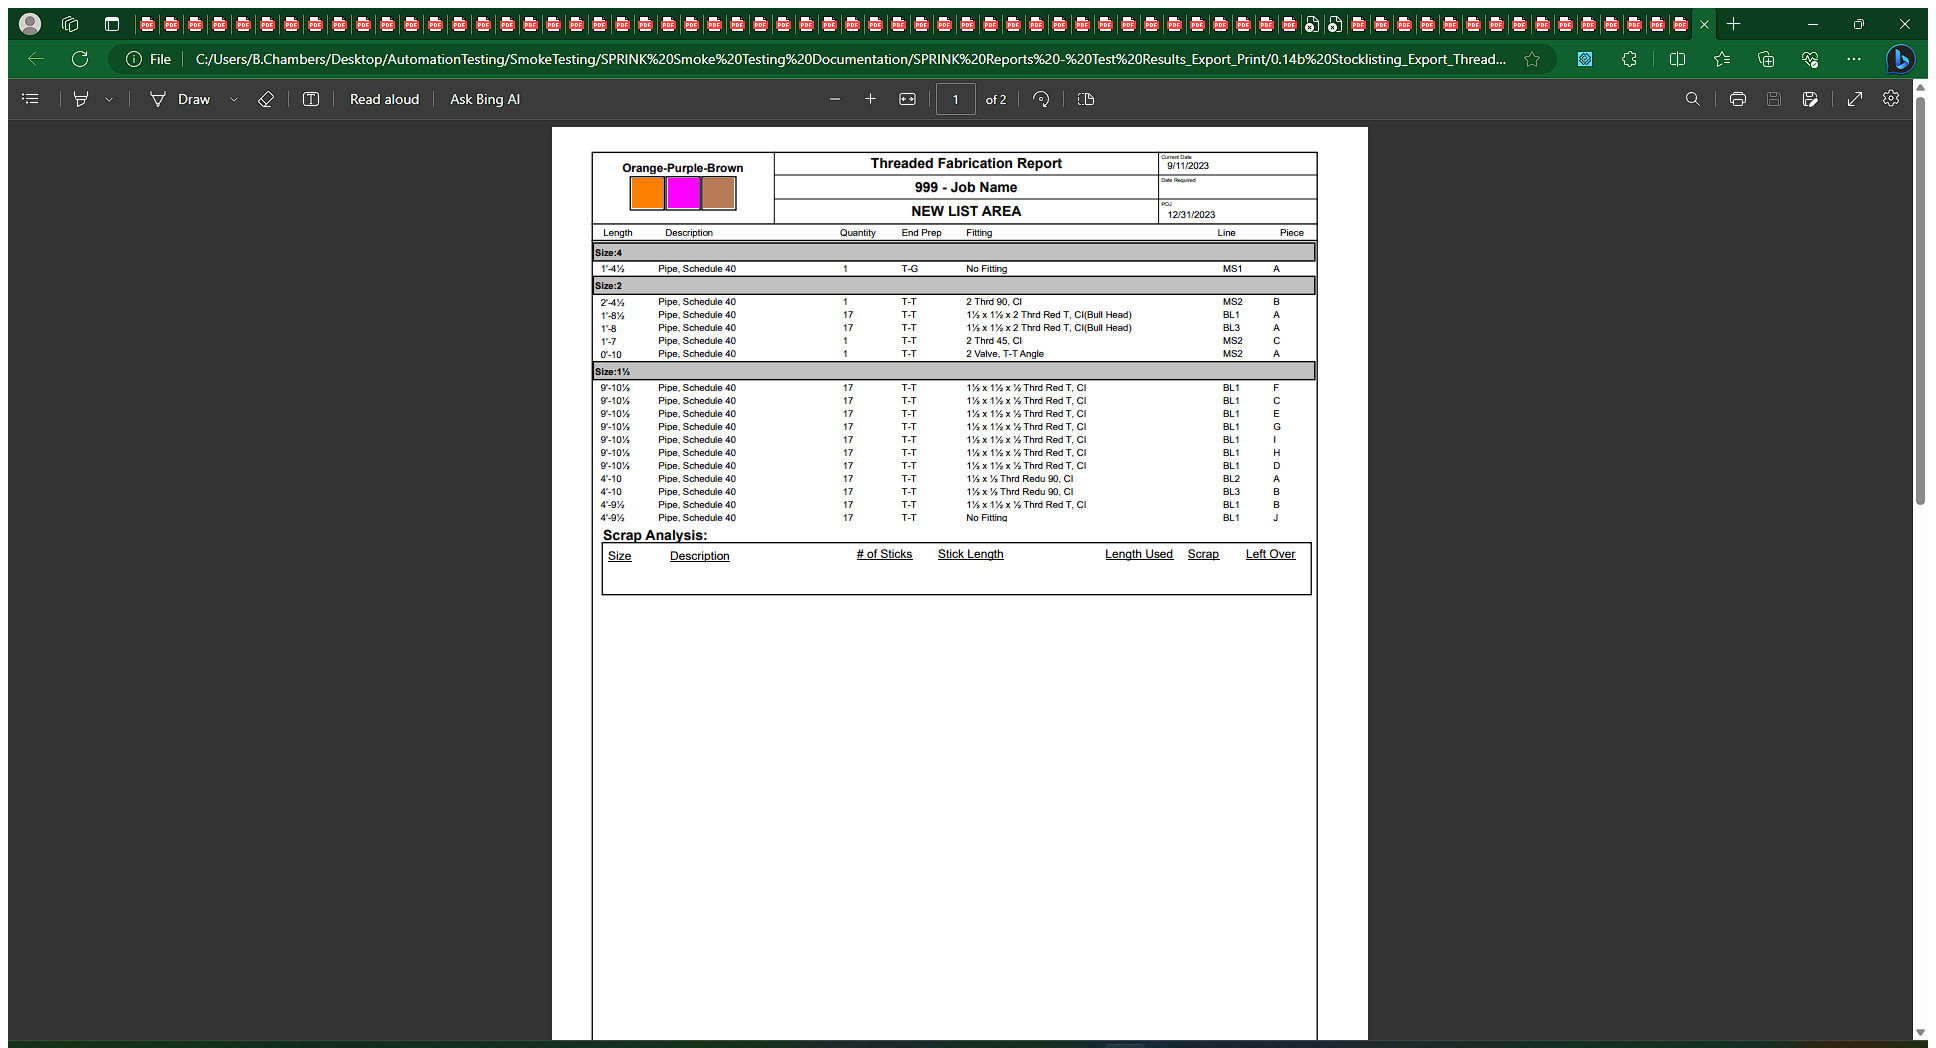 File
C:/Users/B.Chambers/Desktop/AutomationTesting/SmokeTesting/SPRINK%20Smoke%20Testing%20Documentation/SPRINK%20Reports%20-%20Test%20Results_Export_Print/0.14b%20Stocklisting_Export_Thread...
Draw
Read aloud
Ask Bing AI
1 of 2
Orange-Purple-Brown
Threaded Fabrication Report
999 - Job Name
NEW LIST AREA
Current Date
9/11/2023
Date Required
POJ
12/31/2023
Length Description Quantity End Prep Fitting Line Piece
Size:4
1'-4½ Pipe, Schedule 40 1 T-G No Fitting MS1 A
Size:2
2'-4½ Pipe, Schedule 40 1 T-T 2 Thrd 90, CI MS2 B
1'-8½ Pipe, Schedule 40 17 T-T 1½ x 1½ x 2 Thrd Red T, CI(Bull Head) BL1 A
1'-8 Pipe, Schedule 40 17 T-T 1½ x 1½ x 2 Thrd Red T, CI(Bull Head) BL3 A
1'-7 Pipe, Schedule 40 1 T-T 2 Thrd 45, CI MS2 C
0'-10 Pipe, Schedule 40 1 T-T 2 Valve, T-T Angle MS2 A
Size:1½
9'-10½ Pipe, Schedule 40 17 T-T 1½ x 1½ x ½ Thrd Red T, CI BL1 F
9'-10½ Pipe, Schedule 40 17 T-T 1½ x 1½ x ½ Thrd Red T, CI BL1 C
9'-10½ Pipe, Schedule 40 17 T-T 1½ x 1½ x ½ Thrd Red T, CI BL1 E
9'-10½ Pipe, Schedule 40 17 T-T 1½ x 1½ x ½ Thrd Red T, CI BL1 G
9'-10½ Pipe, Schedule 40 17 T-T 1½ x 1½ x ½ Thrd Red T, CI BL1 I
9'-10½ Pipe, Schedule 40 17 T-T 1½ x 1½ x ½ Thrd Red T, CI BL1 H
9'-10½ Pipe, Schedule 40 17 T-T 1½ x 1½ x ½ Thrd Red T, CI BL1 D
4'-10 Pipe, Schedule 40 17 T-T 1½ x ½ Thrd Redu 90, CI BL2 A
4'-10 Pipe, Schedule 40 17 T-T 1½ x ½ Thrd Redu 90, CI BL3 B
4'-9½ Pipe, Schedule 40 17 T-T 1½ x 1½ x ½ Thrd Red T, CI BL1 B
4'-9½ Pipe, Schedule 40 17 T-T No Fitting BL1 J
Scrap Analysis:
Size Description # of Sticks Stick Length Length Used Scrap Left Over